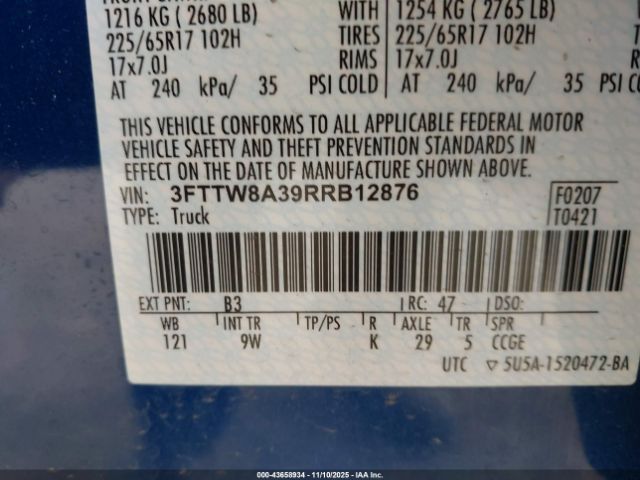 1216 KG ( 2680 LB) WITH 1254 KG ( 2765 LB)
225/65R17 102H TIRES 225/65R17 102H
17x7.0J RIMS 17x7.0J
AT 240 kPa/ 35 PSI COLD AT 240 kPa/ 35 PSI
THIS VEHICLE CONFORMS TO ALL APPLICABLE FEDERAL MOTOR
VEHICLE SAFETY AND THEFT PREVENTION STANDARDS IN
EFFECT ON THE DATE OF MANUFACTURE SHOWN ABOVE.
VIN: 3FTTW8A39RRB12876 F0207
TYPE: Truck T0421
EXT PNT: B3 RC: 47 DSO:
WB INT TR TP/PS R AXLE TR SPR
121 9W K 29 5 CCGE
UTC ▽ 5U5A-1520472-BA
000-43658934 - 11/10/2025 - IAAI.com